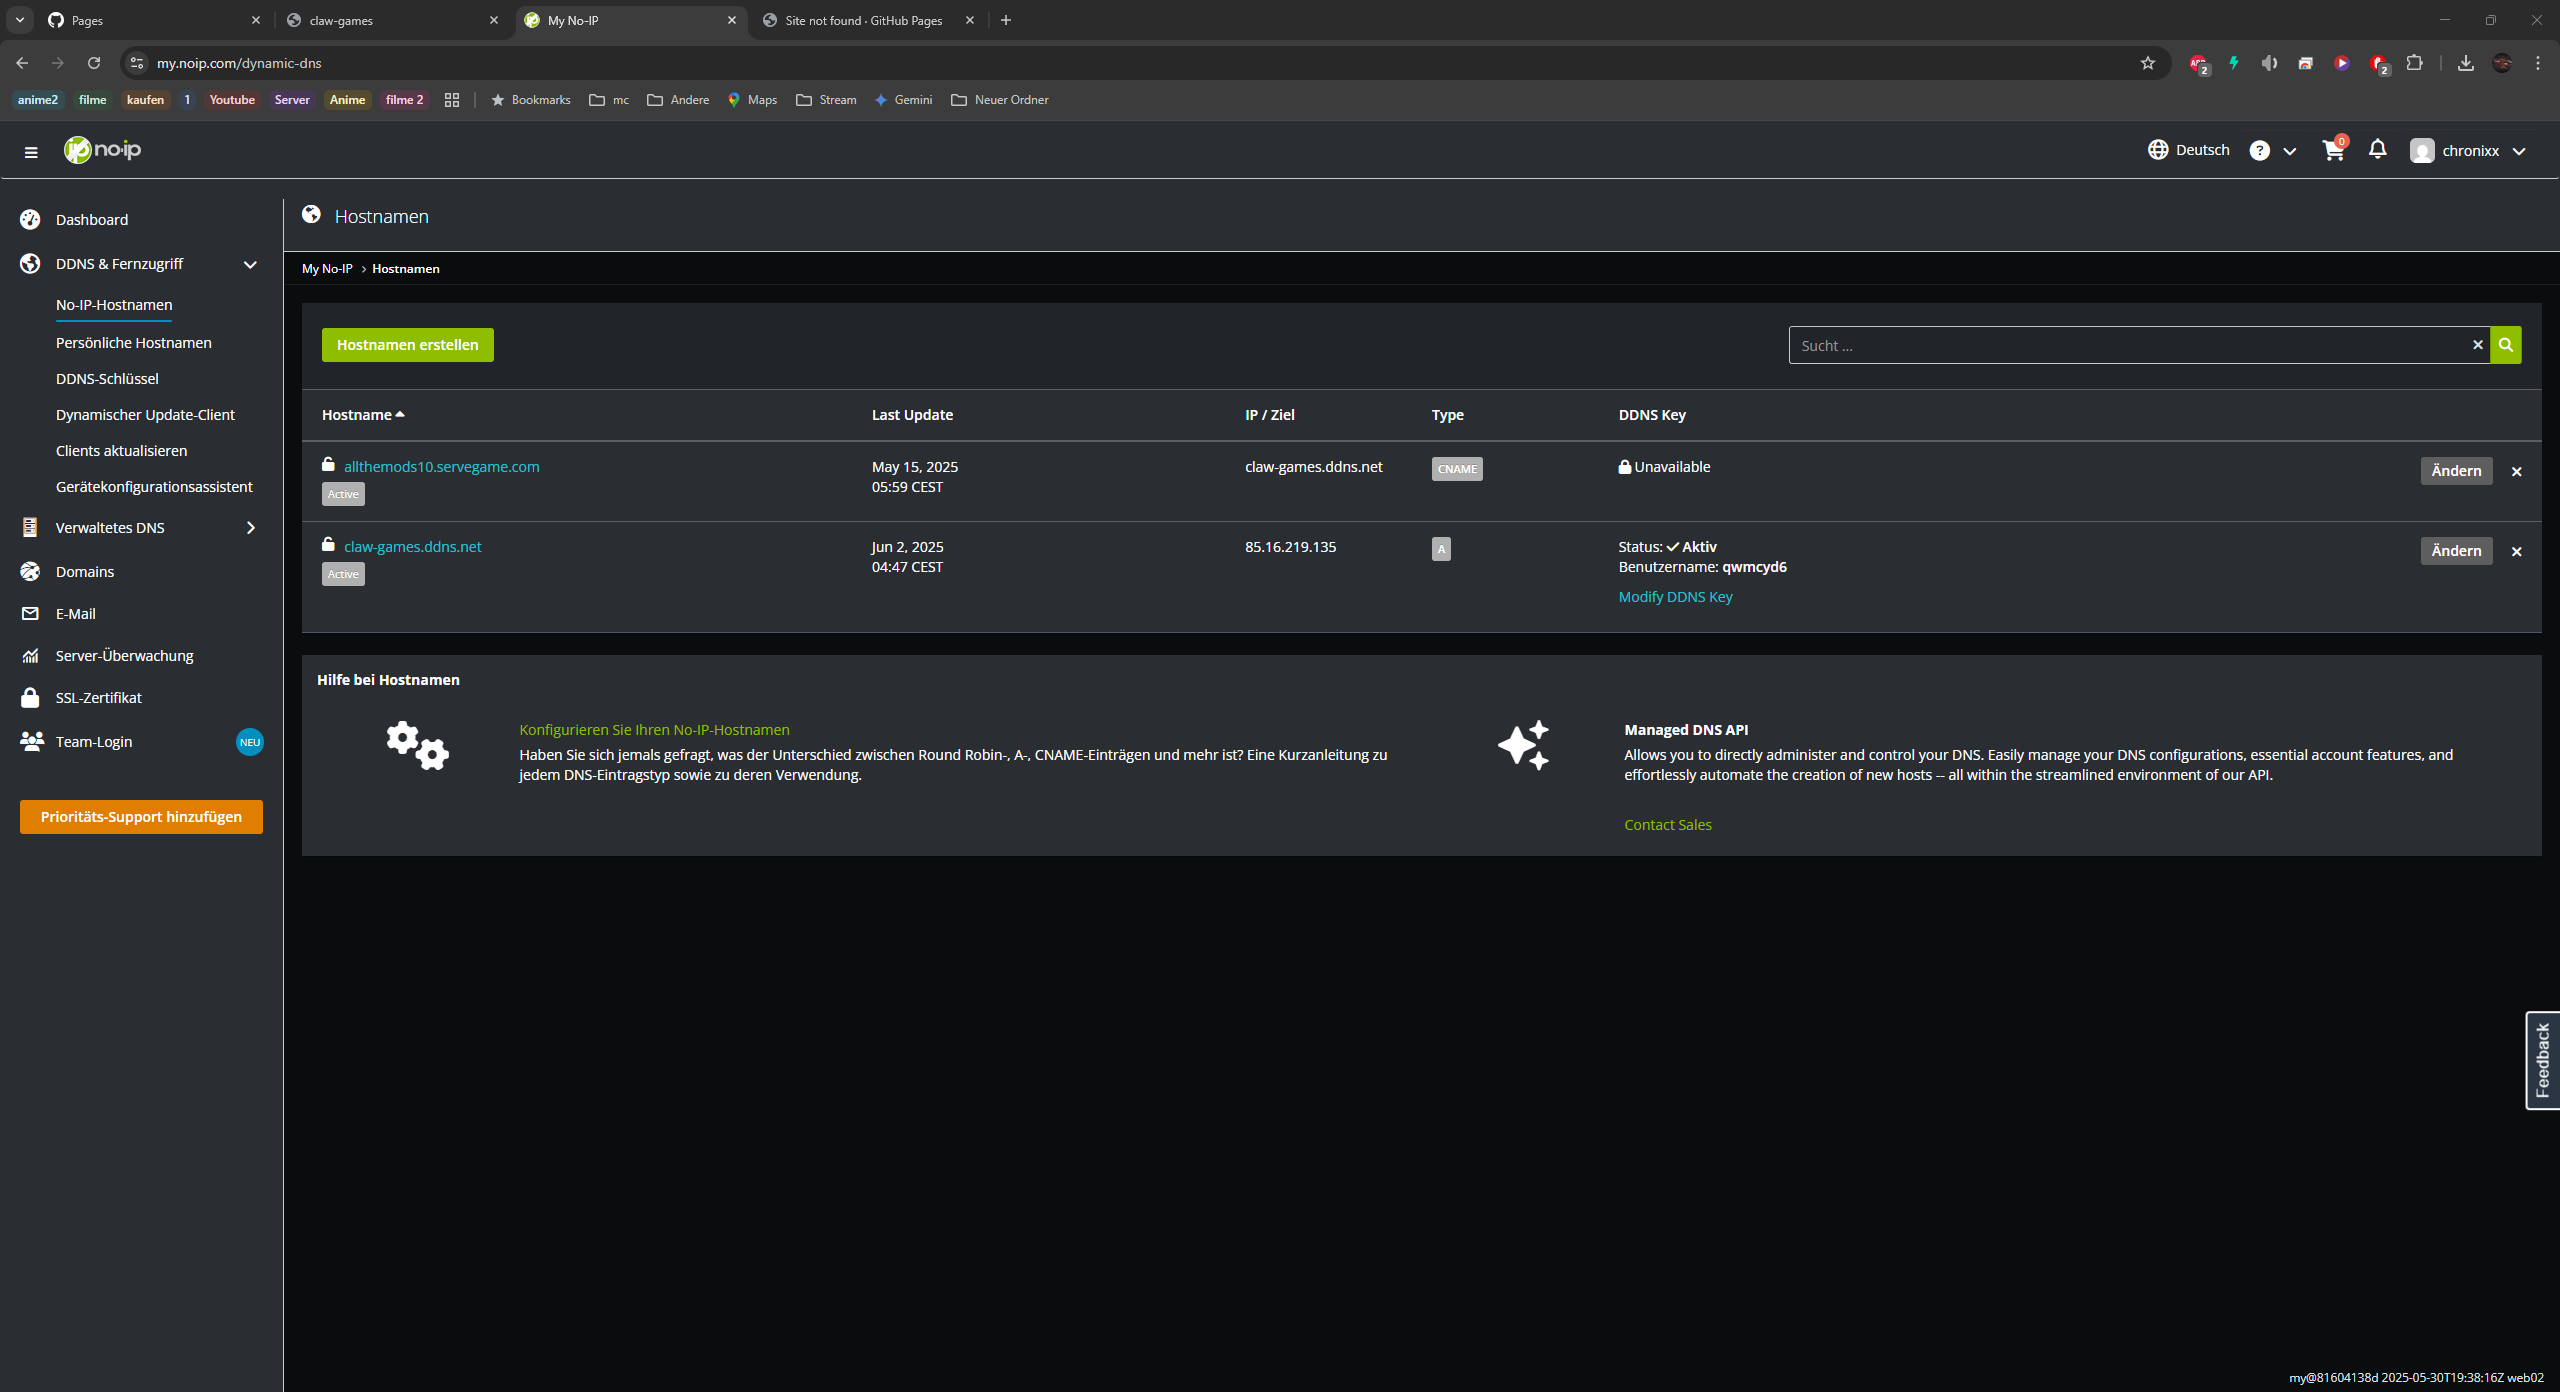 Pages
claw-games
My No-IP
Site not found · GitHub Pages
my.noip.com/dynamic-dns
2
2
anime2
filme
kaufen
1
Youtube
Server
Anime
filme 2
Bookmarks
mc
Andere
Maps
Stream
Gemini
Neuer Ordner
no-ip
Deutsch
?
0
chronixx
Dashboard
DDNS & Fernzugriff
No-IP-Hostnamen
Persönliche Hostnamen
DDNS-Schlüssel
Dynamischer Update-Client
Clients aktualisieren
Gerätekonfigurationsassistent
Verwaltetes DNS
Domains
E-Mail
Server-Überwachung
SSL-Zertifikat
Team-Login
NEU
Prioritäts-Support hinzufügen
Hostnamen
My No-IP > Hostnamen
Hostnamen erstellen
Sucht ...
Hostname
Last Update
IP / Ziel
Type
DDNS Key
allthemods10.servegame.com
Active
May 15, 2025
05:59 CEST
claw-games.ddns.net
CNAME
Unavailable
Ändern
claw-games.ddns.net
Active
Jun 2, 2025
04:47 CEST
85.16.219.135
A
Status: ✓ Aktiv
Benutzername: qwmcyd6
Modify DDNS Key
Ändern
Hilfe bei Hostnamen
Konfigurieren Sie Ihren No-IP-Hostnamen
Haben Sie sich jemals gefragt, was der Unterschied zwischen Round Robin-, A-, CNAME-Einträgen und mehr ist? Eine Kurzanleitung zu
jedem DNS-Eintragstyp sowie zu deren Verwendung.
Managed DNS API
Allows you to directly administer and control your DNS. Easily manage your DNS configurations, essential account features, and
effortlessly automate the creation of new hosts -- all within the streamlined environment of our API.
Contact Sales
Feedback
my@81604138d 2025-05-30T19:38:16Z web02